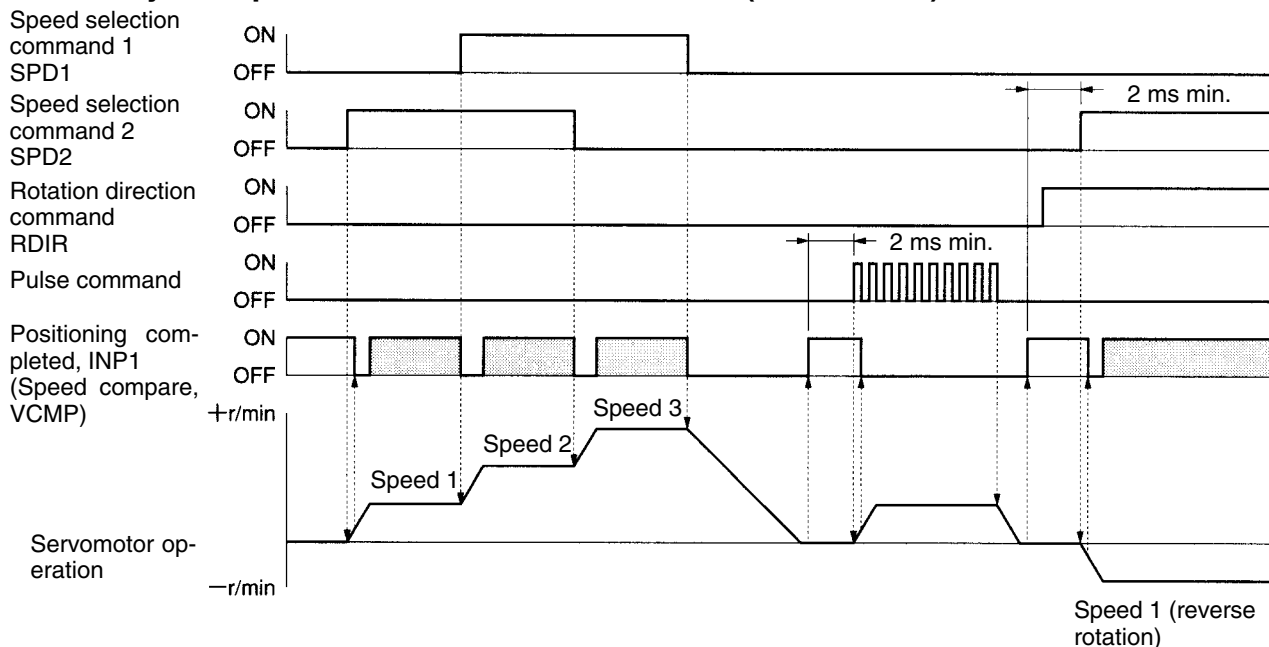 Speed selection
command 1
SPD1
ON
OFF
Speed selection
command 2
SPD2
ON
OFF
2 ms min.
Rotation direction
command
RDIR
ON
OFF
2 ms min.
Pulse command
ON
OFF
Positioning com-
pleted, INP1
(Speed compare,
VCMP)
ON
OFF
+r/min
Speed 1
Speed 2
Speed 3
Servomotor op-
eration
−r/min
Speed 1 (reverse
rotation)